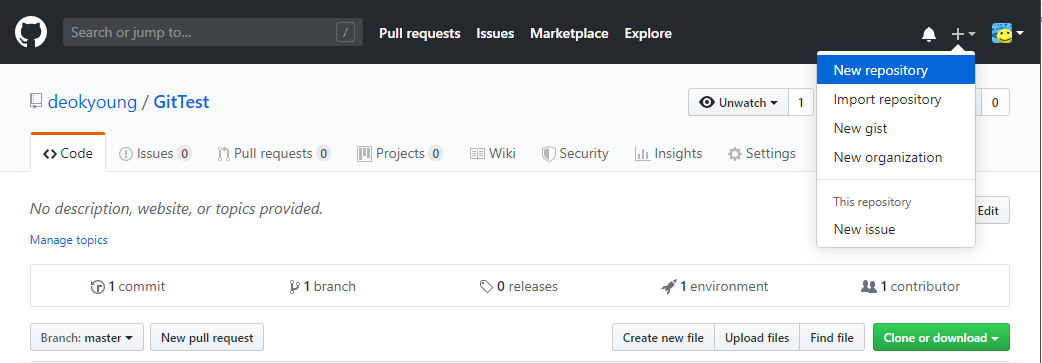 Search or jump to... / Pull requests Issues Marketplace Explore
New repository
Import repository
New gist
New organization
This repository
New issue
deokyoung / GitTest
Unwatch 1 0
Code Issues 0 Pull requests 0 Projects 0 Wiki Security Insights Settings
No description, website, or topics provided.
Edit
Manage topics
1 commit 1 branch 0 releases 1 environment 1 contributor
Branch: master New pull request Create new file Upload files Find file Clone or download